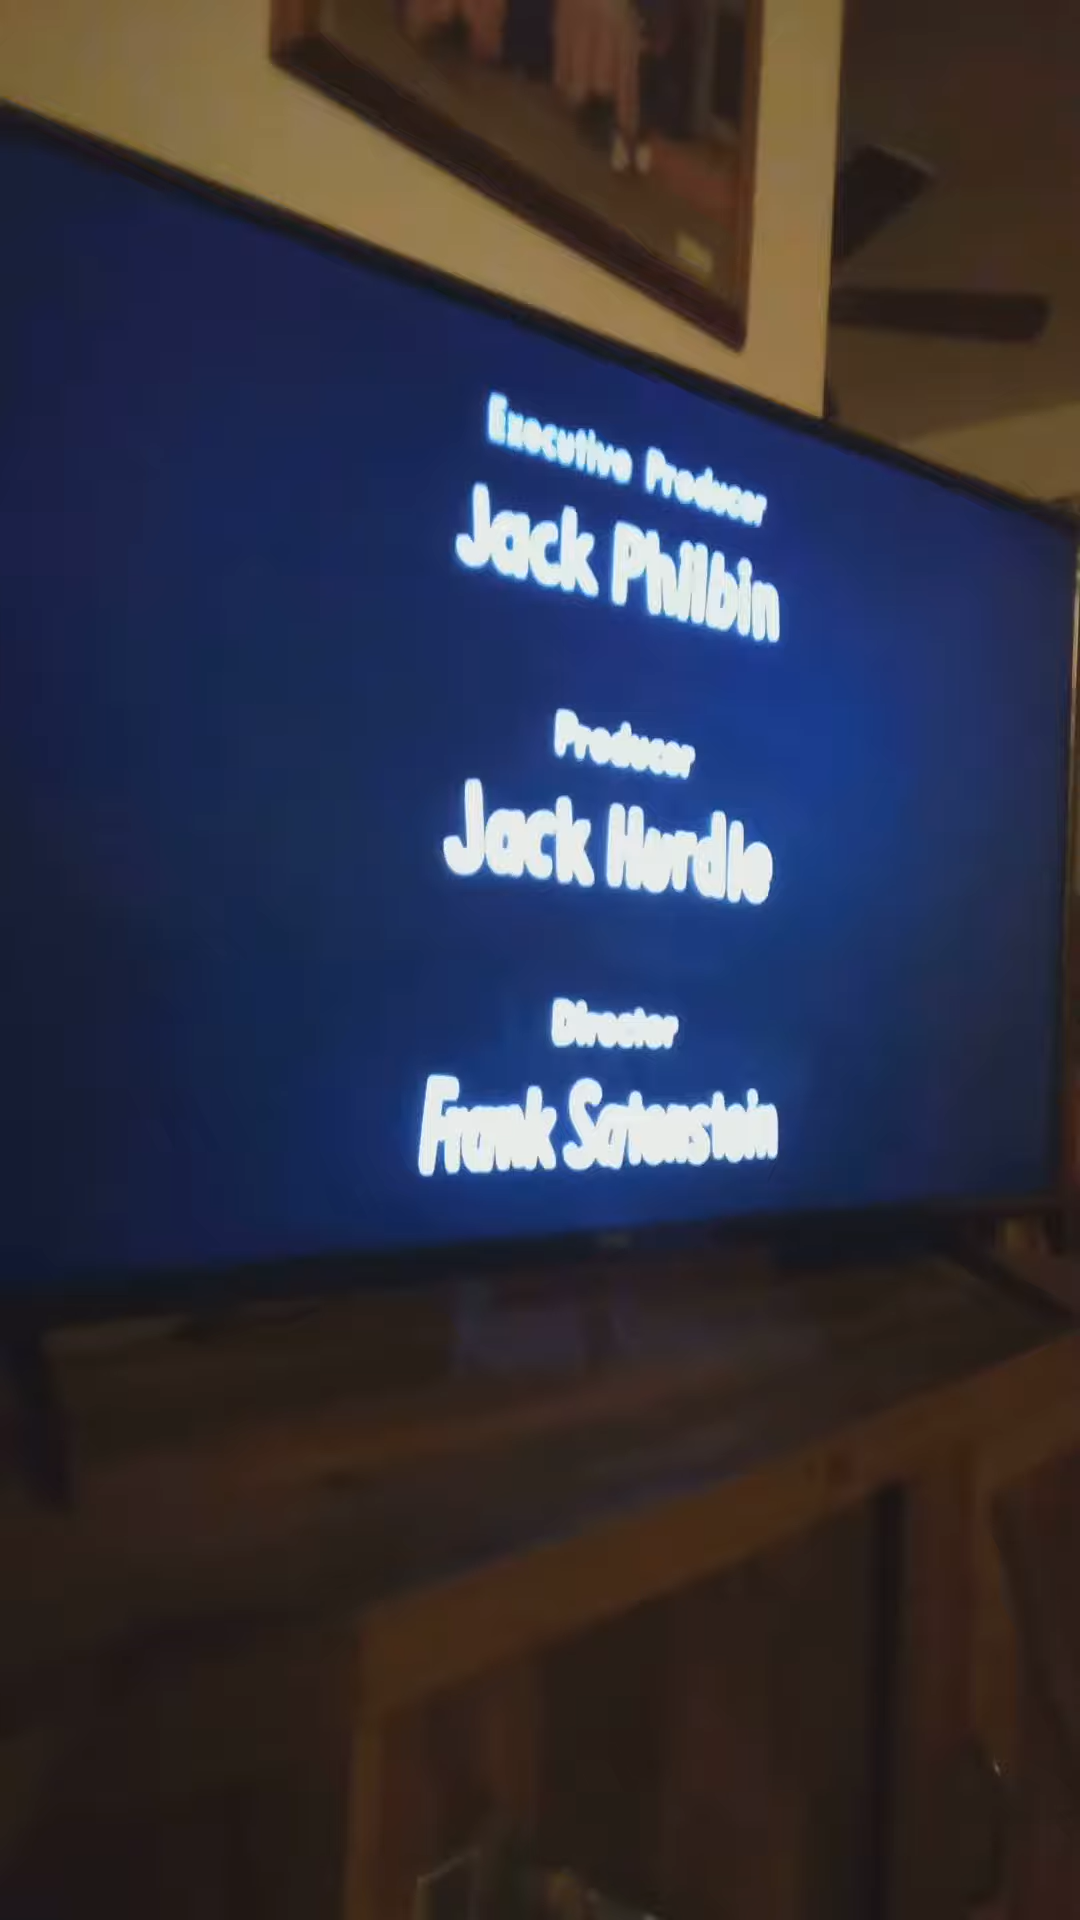 Executive Producer
Jack Philbin
Producer
Jack Hurdle
Director
Frank Satenstein